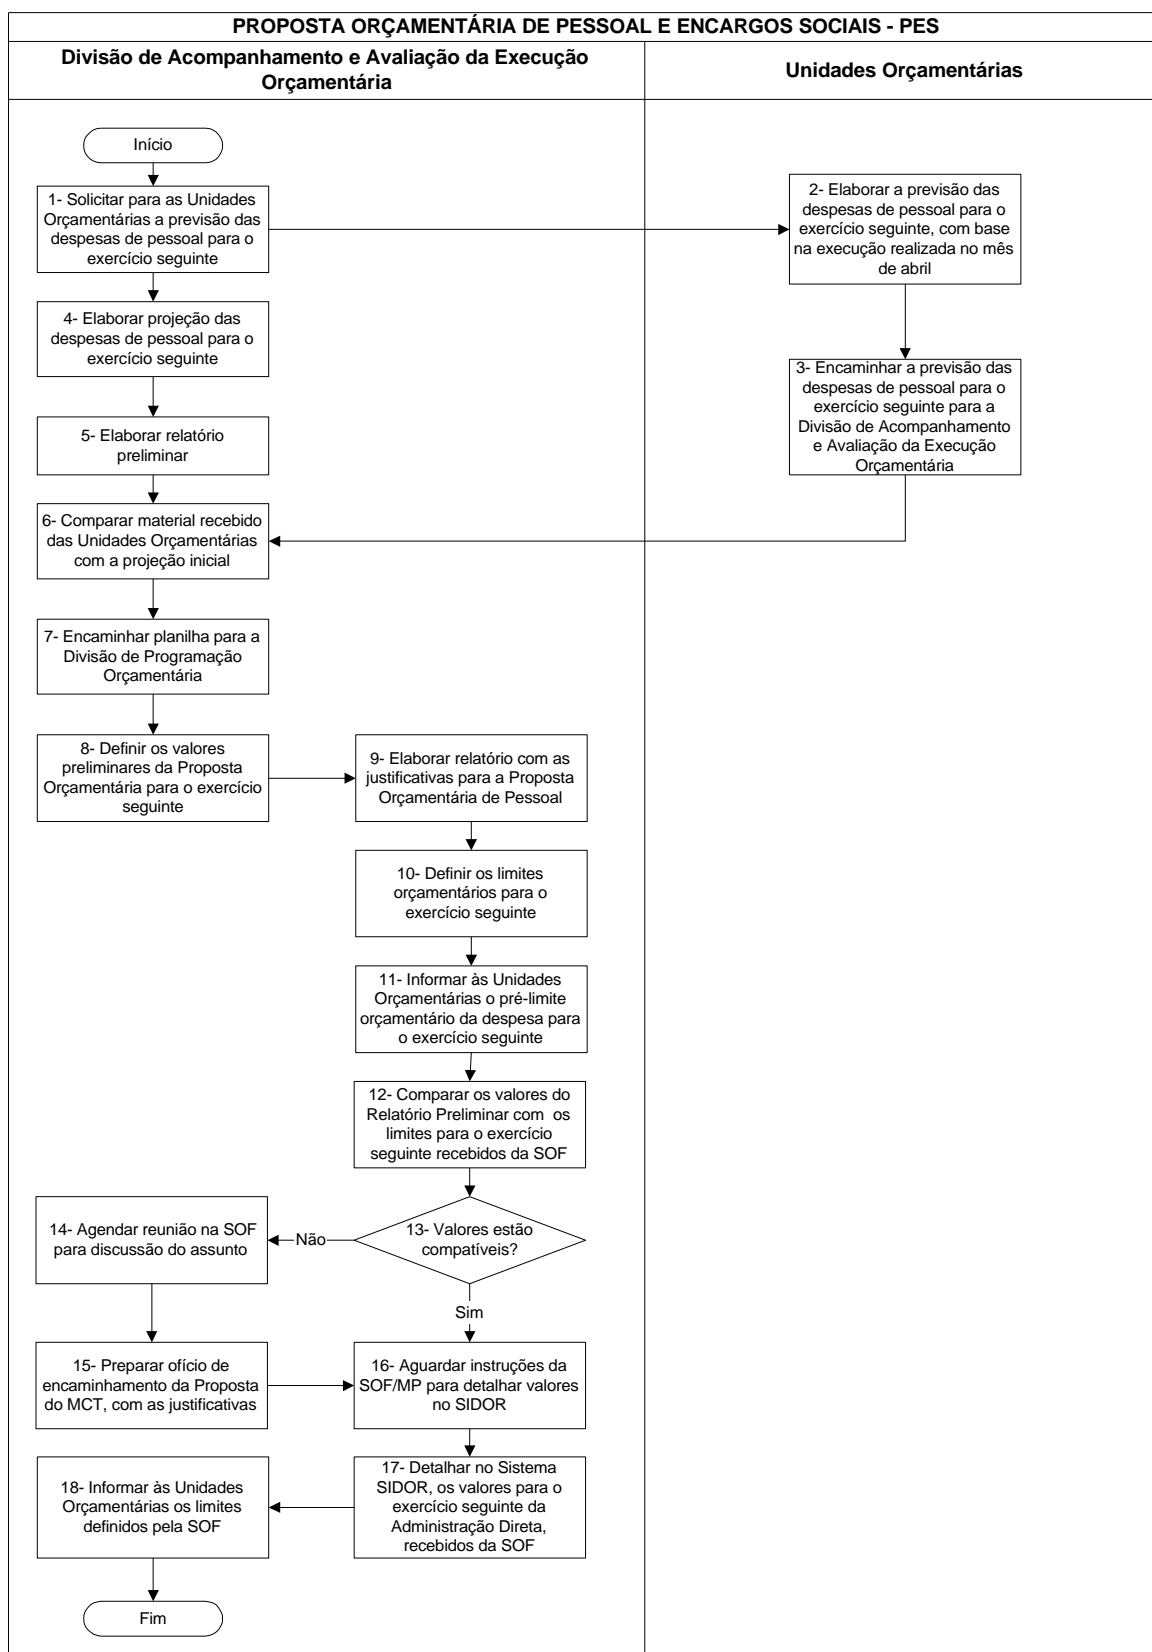 PROPOSTA ORÇAMENTÁRIA DE PESSOAL E ENCARGOS SOCIAIS - PES
Divisão de Acompanhamento e Avaliação da Execução
Orçamentária
Unidades Orçamentárias
Início
1- Solicitar para as Unidades
Orçamentárias a previsão das
despesas de pessoal para o
exercício seguinte
2- Elaborar a previsão das
despesas de pessoal para o
exercício seguinte, com base
na execução realizada no mês
de abril
4- Elaborar projeção das
despesas de pessoal para o
exercício seguinte
3- Encaminhar a previsão das
despesas de pessoal para o
exercício seguinte para a
Divisão de Acompanhamento
e Avaliação da Execução
Orçamentária
5- Elaborar relatório
preliminar
6- Comparar material recebido
das Unidades Orçamentárias
com a projeção inicial
7- Encaminhar planilha para a
Divisão de Programação
Orçamentária
8- Definir os valores
preliminares da Proposta
Orçamentária para o exercício
seguinte
9- Elaborar relatório com as
justificativas para a Proposta
Orçamentária de Pessoal
10- Definir os limites
orçamentários para o
exercício seguinte
11- Informar às Unidades
Orçamentárias o pré-limite
orçamentário da despesa para
o exercício seguinte
12- Comparar os valores do
Relatório Preliminar com  os
limites para o exercício
seguinte recebidos da SOF
13- Valores estão
compatíveis?
Não
14- Agendar reunião na SOF
para discussão do assunto
Sim
15- Preparar ofício de
encaminhamento da Proposta
do MCT, com as justificativas
16- Aguardar instruções da
SOF/MP para detalhar valores
no SIDOR
17- Detalhar no Sistema
SIDOR, os valores para o
exercício seguinte da
Administração Direta,
recebidos da SOF
18- Informar às Unidades
Orçamentárias os limites
definidos pela SOF
Fim